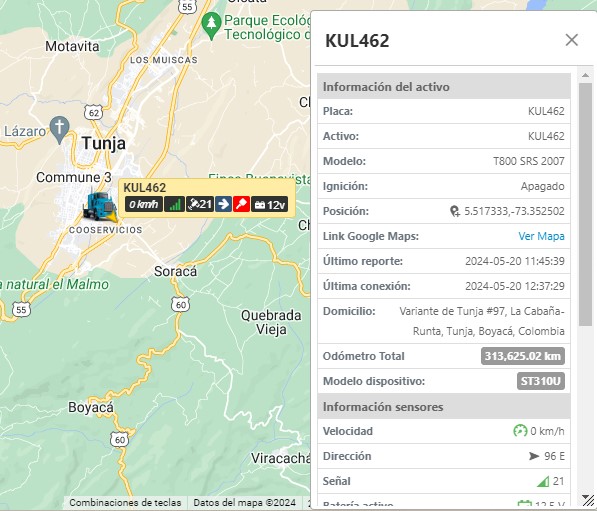 55
Parque Ecoló
Tecnológico d
Motavita
LOS MUISCAS
62
Lázaro
Tunja
Commune 3
KUL462
0 km/h
21
12v
COOSERVICIOS
Soracá
a natural el Malmo
55
60
Quebrada
Vieja
Boyacá
60
Viracachá
Combinaciones de teclas
Datos del mapa ©2024
KUL462
Información del activo
Placa: KUL462
Activo: KUL462
Modelo: T800 SRS 2007
Ignición: Apagado
Posición: 5.517333,-73.352502
Link Google Maps: Ver Mapa
Último reporte: 2024-05-20 11:45:39
Última conexión: 2024-05-20 12:37:29
Domicilio: Variante de Tunja #97, La Cabaña-
Runta, Tunja, Boyacá, Colombia
Odómetro Total 313,625.02 km
Modelo dispositivo: ST310U
Información sensores
Velocidad 0 km/h
Dirección 96 E
Señal 21
Batería activo 12.5 V